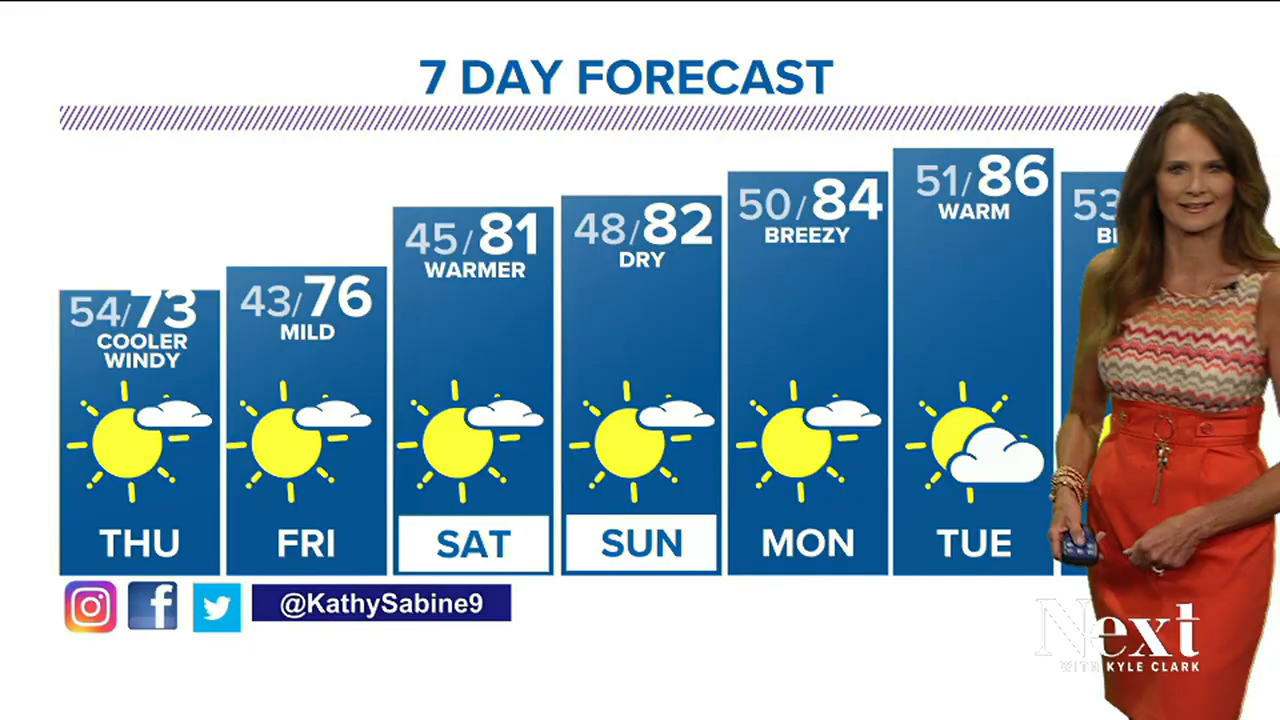 7 DAY FORECAST
54/73
COOLER
WINDY
THU
43/76
MILD
FRI
45/81
WARMER
SAT
48/82
DRY
SUN
50/84
BREEZY
MON
51/86
WARM
TUE
53
@KathySabine9
Next
WITH KYLE CLARK